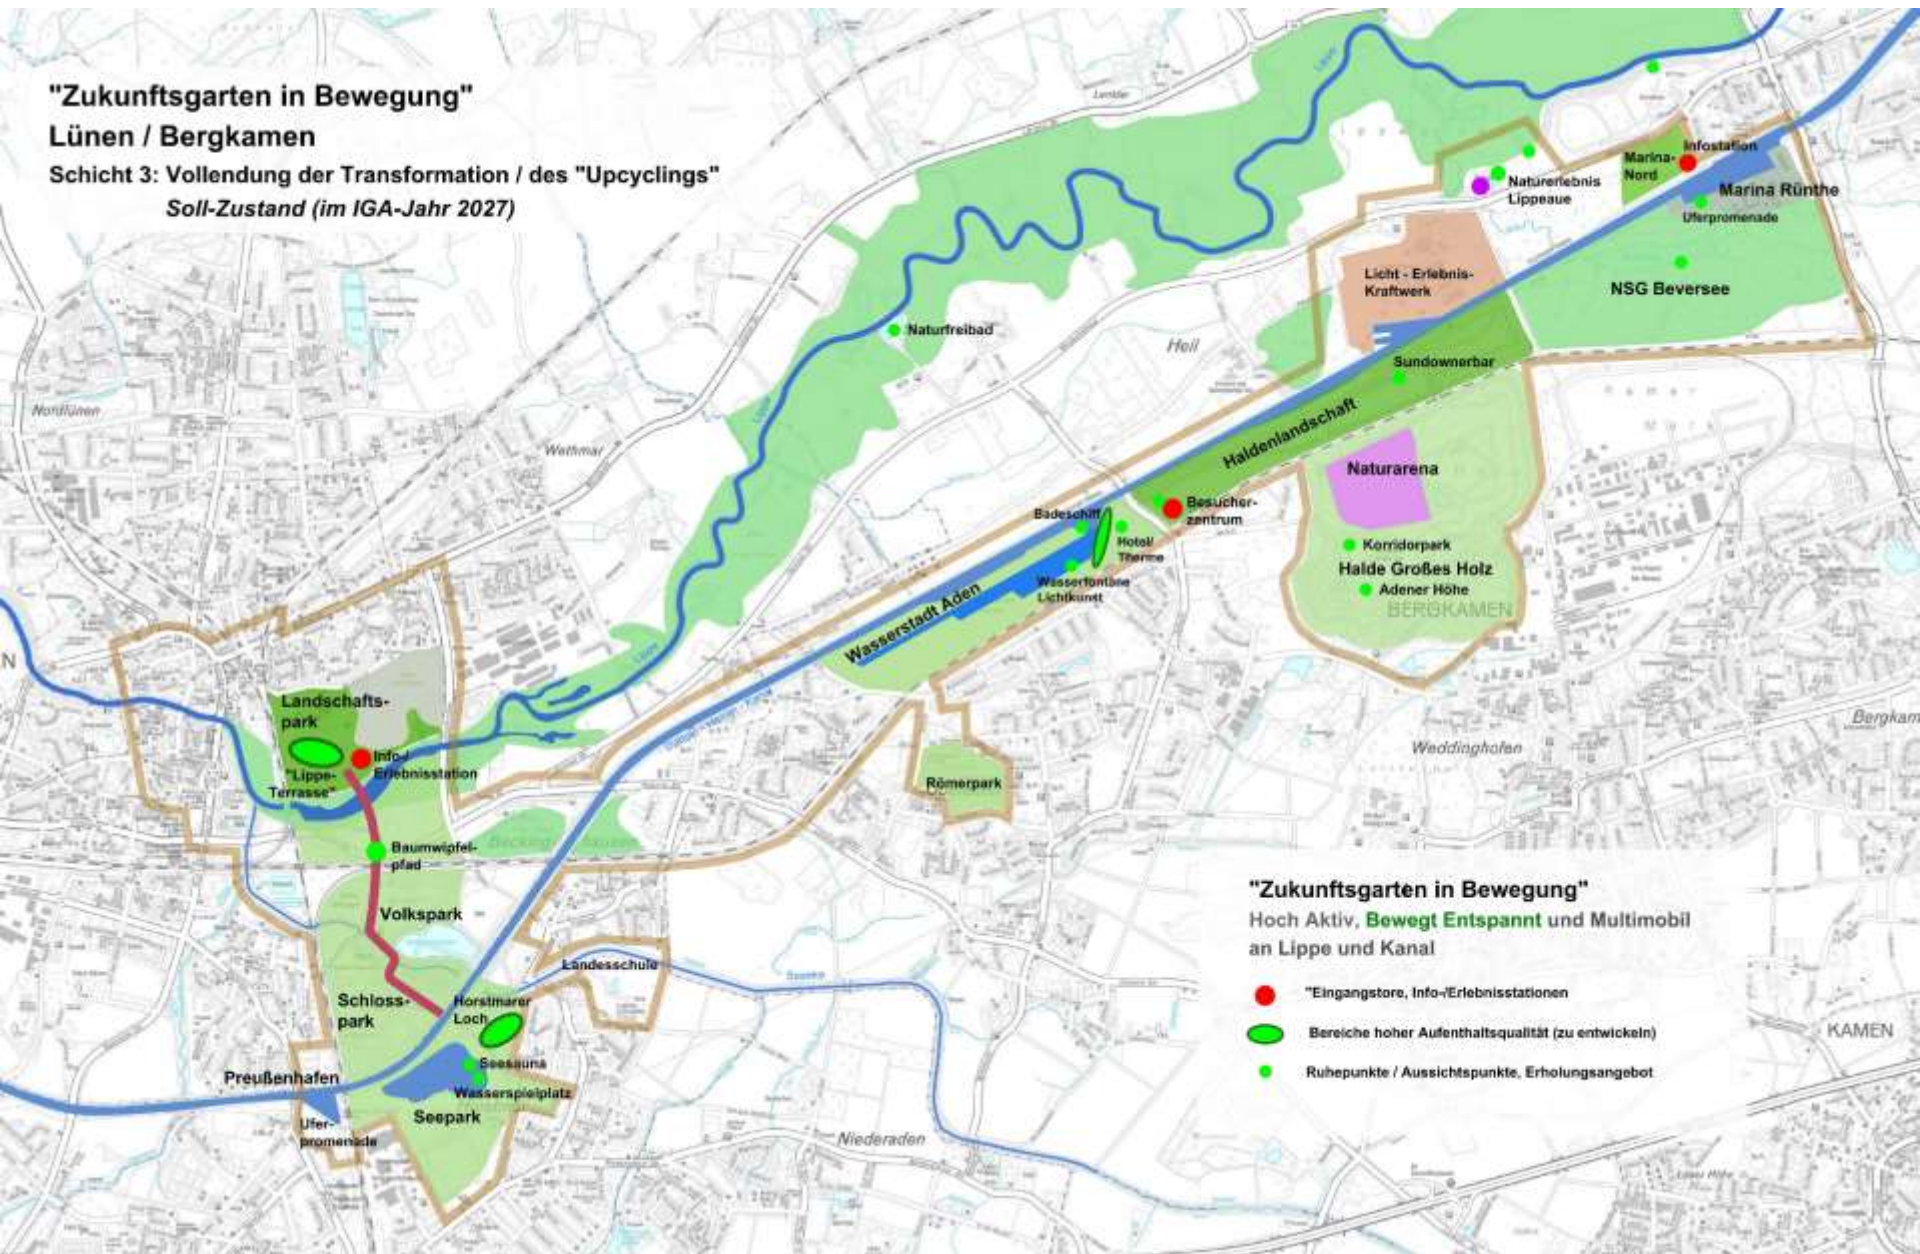 "Zukunftsgarten in Bewegung"
Lünen / Bergkamen
Schicht 3: Vollendung der Transformation / des "Upcyclings"
Soll-Zustand (im IGA-Jahr 2027)
Lippe
Marina-
Nord
Infostation
Marina Rünthe
Uferpromenade
Naturerlebnis
Lippeaue
Licht - Erlebnis-
Kraftwerk
NSG Beversee
Naturfreibad
Heil
Sundownerbar
Haldenlandschaft
Nordlünen
Wethmar
Lippe
Naturarena
Besucher-
zentrum
Badeschiff
Hotel/
Therme
Wasserfontäne
Lichtkunst
Wasserstadt Aden
Korridorpark
Halde Großes Holz
Adener Höhe
BERGKAMEN
N
Lippe
Landschafts-
park
Info-/
Erlebnisstation
"Lippe-
Terrasse"
Bergkam
Weddinghofen
Römerpark
Baumwipfel-
pfad
Volkspark
Landesschule
Seseke
Schloss-
park
Horstmarer
Loch
Seesauna
Wasserspielplatz
Preußenhafen
Seepark
Ufer-
promenade
Niederaden
KAMEN
"Zukunftsgarten in Bewegung"
Hoch Aktiv, Bewegt Entspannt und Multimobil
an Lippe und Kanal
"Eingangstore, Info-/Erlebnisstationen
Bereiche hoher Aufenthaltsqualität (zu entwickeln)
Ruhepunkte / Aussichtspunkte, Erholungsangebot